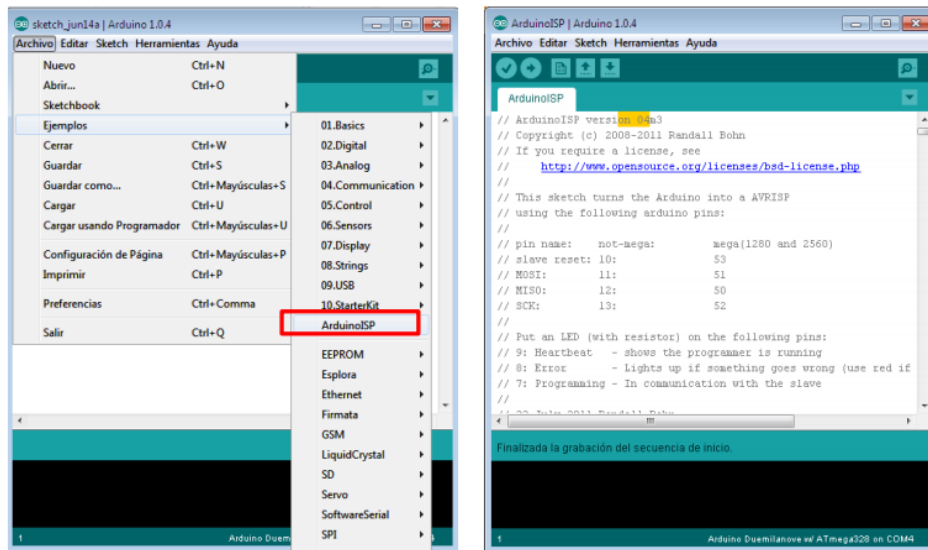 sketch_jun14a | Arduino 1.0.4
Archivo Editar Sketch Herramientas Ayuda
Nuevo Ctrl+N
Abrir... Ctrl+O
Sketchbook
Ejemplos
Cerrar Ctrl+W
Guardar Ctrl+S
Guardar como... Ctrl+Mayúsculas+S
Cargar Ctrl+U
Cargar usando Programador Ctrl+Mayúsculas+U
Configuración de Página Ctrl+Mayúsculas+P
Imprimir Ctrl+P
Preferencias Ctrl+Comma
Salir Ctrl+Q
01.Basics
02.Digital
03.Analog
04.Communication
05.Control
06.Sensors
07.Display
08.Strings
09.USB
10.StarterKit
ArduinoISP
EEPROM
Esplora
Ethernet
Firmata
GSM
LiquidCrystal
SD
Servo
SoftwareSerial
SPI
1 Arduino Duem
ArduinoISP | Arduino 1.0.4
Archivo Editar Sketch Herramientas Ayuda
ArduinoISP
// ArduinoISP version 04m3
// Copyright (c) 2008-2011 Randall Bohn
// If you require a license, see
// http://www.opensource.org/licenses/bsd-license.php
//
// This sketch turns the Arduino into a AVRISP
// using the following arduino pins:
//
// pin name: not-mega: mega(1280 and 2560)
// slave reset: 10: 53
// MOSI: 11: 51
// MISO: 12: 50
// SCK: 13: 52
//
// Put an LED (with resistor) on the following pins:
// 9: Heartbeat - shows the programmer is running
// 8: Error - Lights up if something goes wrong (use red if
// 7: Programming - In communication with the slave
//
Finalizada la grabación del secuencia de inicio.
1 Arduino Duemilanove w/ ATmega328 on COM4